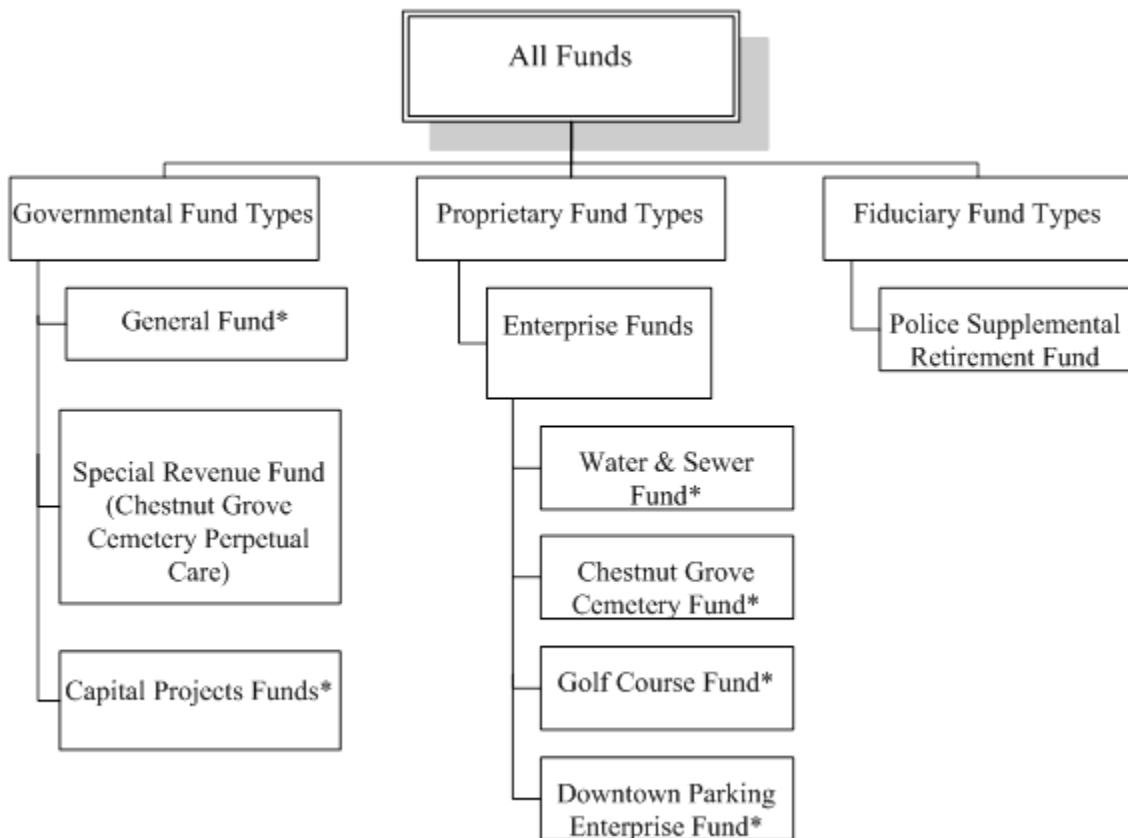 All Funds
Governmental Fund Types
General Fund*
Special Revenue Fund
(Chestnut Grove
Cemetery Perpetual
Care)
Capital Projects Funds*
Proprietary Fund Types
Enterprise Funds
Water & Sewer
Fund*
Chestnut Grove
Cemetery Fund*
Golf Course Fund*
Downtown Parking
Enterprise Fund*
Fiduciary Fund Types
Police Supplemental
Retirement Fund